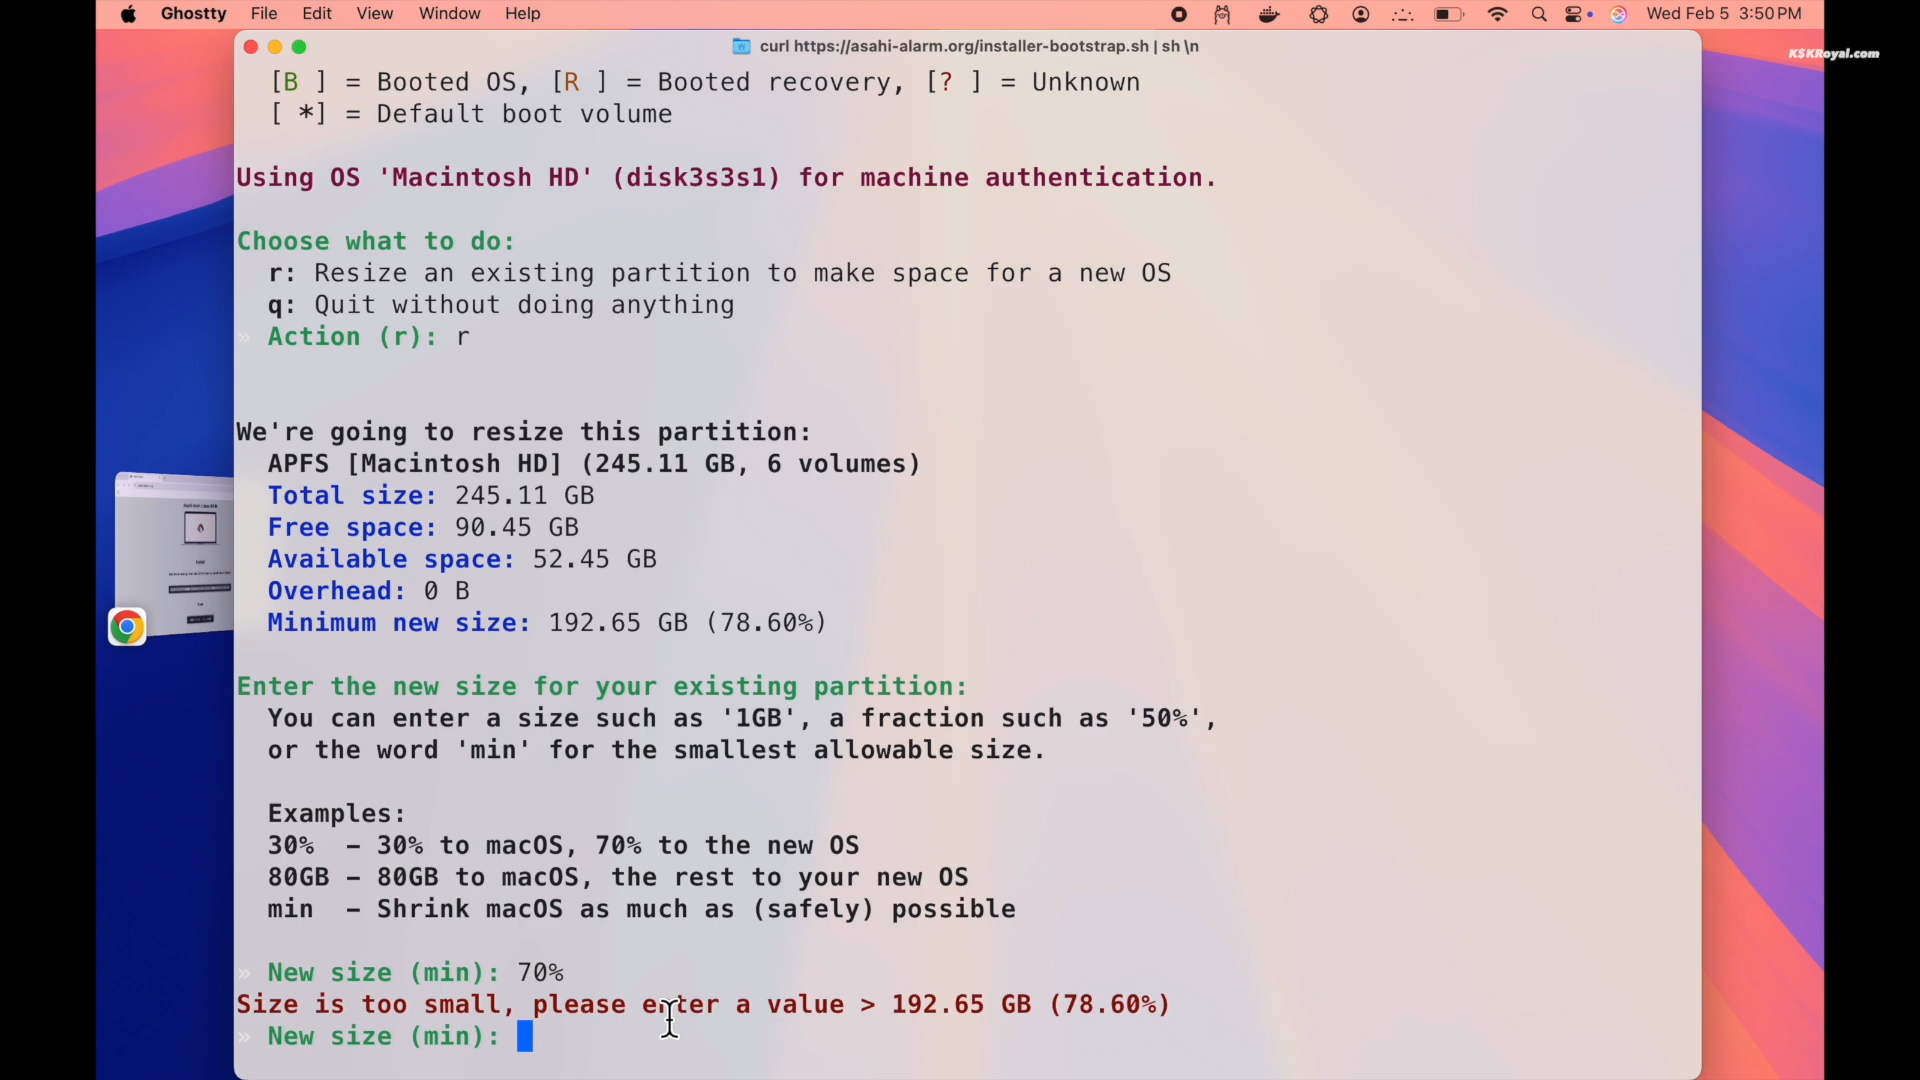 Ghostty File Edit View Window Help Wed Feb 5 3:50 PM
K$KRoyal.com
curl https://asahi-alarm.org/installer-bootstrap.sh | sh \n
[B ] = Booted OS, [R ] = Booted recovery, [? ] = Unknown
[ *] = Default boot volume
Using OS 'Macintosh HD' (disk3s3s1) for machine authentication.
Choose what to do:
r: Resize an existing partition to make space for a new OS
q: Quit without doing anything
» Action (r): r
We're going to resize this partition:
APFS [Macintosh HD] (245.11 GB, 6 volumes)
Total size: 245.11 GB
Free space: 90.45 GB
Available space: 52.45 GB
Overhead: 0 B
Minimum new size: 192.65 GB (78.60%)
Enter the new size for your existing partition:
You can enter a size such as '1GB', a fraction such as '50%',
or the word 'min' for the smallest allowable size.
Examples:
30% – 30% to macOS, 70% to the new OS
80GB – 80GB to macOS, the rest to your new OS
min – Shrink macOS as much as (safely) possible
» New size (min): 70%
Size is too small, please enter a value > 192.65 GB (78.60%)
» New size (min):